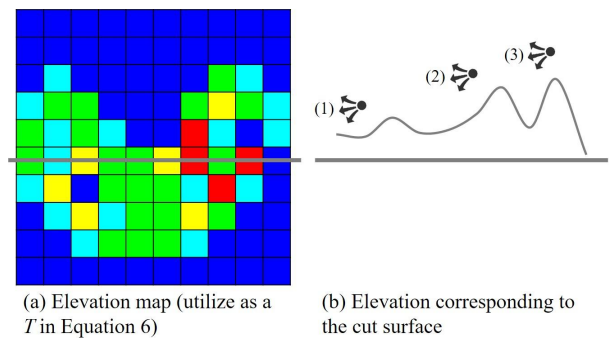 (3)
(2)
(1)
(a) Elevation map (utilize as a
T in Equation 6)
(b) Elevation corresponding to
the cut surface